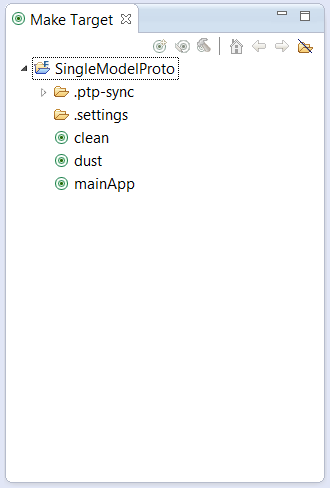 Make Target
SingleModelProto
.ptp-sync
.settings
clean
dust
mainApp